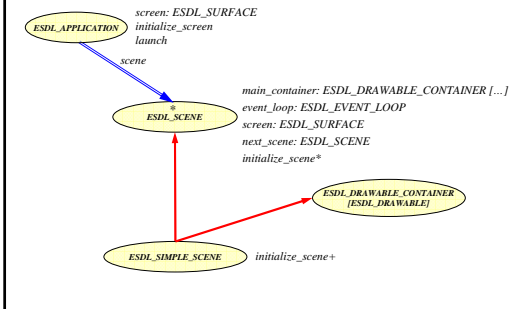 screen: ESDL_SURFACE
ESDL_APPLICATION
initialize_screen
launch
scene
main_container: ESDL_DRAWABLE_CONTAINER [...]
*
event_loop: ESDL_EVENT_LOOP
ESDL_SCENE
screen: ESDL_SURFACE
next_scene: ESDL_SCENE
initialize_scene*
ESDL_DRAWABLE_CONTAINER
[ESDL_DRAWABLE]
ESDL_SIMPLE_SCENE
initialize_scene+